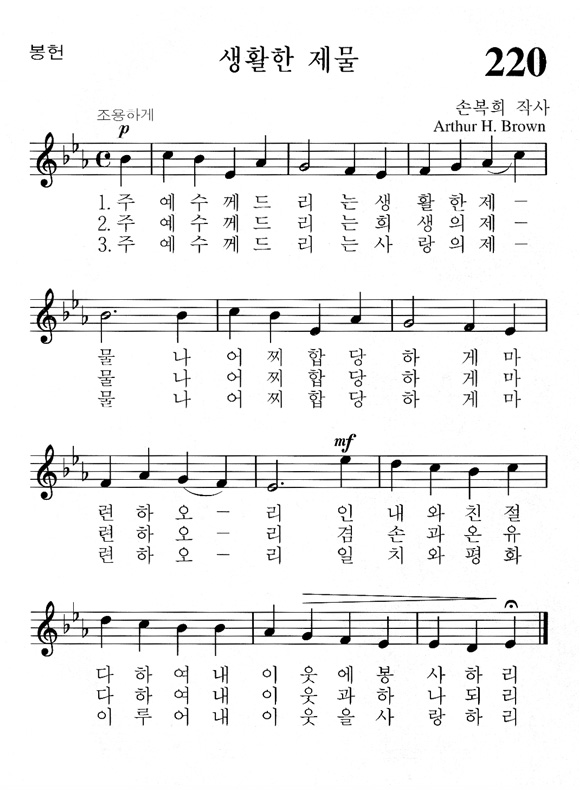 봉헌
생활한 제물
220
조용하게
손복희 작사
p
Arthur H. Brown
1. 주 예 수 께 드 리 는 생 활 한 제 -
2. 주 예 수 께 드 리 는 희 생 의 제 -
3. 주 예 수 께 드 리 는 사 랑 의 제 -
물 나 어 찌 합 당 하 게 마
물 나 어 찌 합 당 하 게 마
물 나 어 찌 합 당 하 게 마
mf
련 하 오 - 리 인 내 와 친 절
련 하 오 - 리 겸 손 과 온 유
련 하 오 - 리 일 치 와 평 화
다 하 여 내 이 웃 에 봉 사 하 리
다 하 여 내 이 웃 과 하 나 되 리
이 루 어 내 이 웃 을 사 랑 하 리